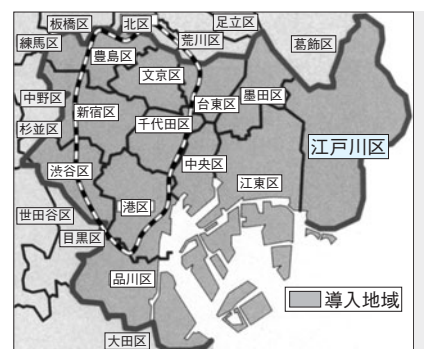 板橋区
北区
足立区
練馬区
荒川区
葛飾区
豊島区
文京区
中野区
台東区
墨田区
新宿区
千代田区
杉並区
江戸川区
渋谷区
中央区
江東区
港区
世田谷区
目黒区
品川区
導入地域
大田区